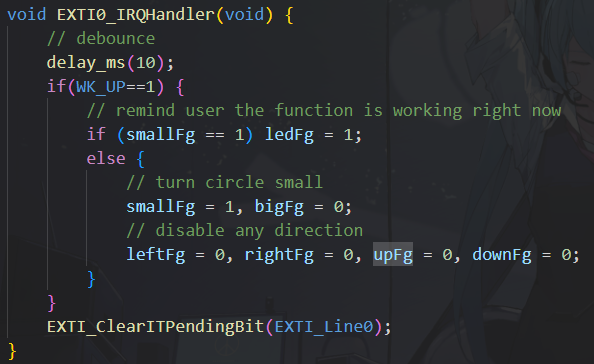 void EXTI0_IRQHandler(void) {
    // debounce
    delay_ms(10);
    if(WK_UP==1) {
        // remind user the function is working right now
        if (smallFg == 1) ledFg = 1;
        else {
            // turn circle small
            smallFg = 1, bigFg = 0;
            // disable any direction
            leftFg = 0, rightFg = 0, upFg = 0, downFg = 0;
        }
    }
    EXTI_ClearITPendingBit(EXTI_Line0);
}